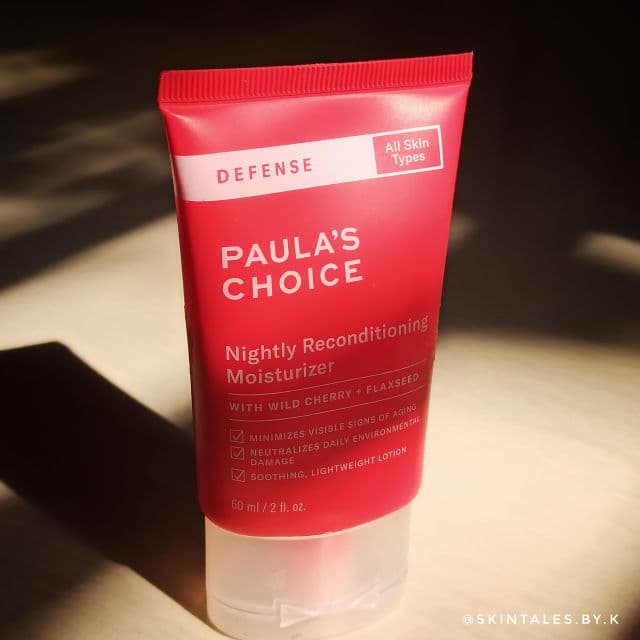 DEFENSE
All Skin
Types
PAULA'S
CHOICE
Nightly Reconditioning
Moisturizer
WITH WILD CHERRY + FLAXSEED
MINIMIZES VISIBLE SIGNS OF AGING
NEUTRALIZES DAILY ENVIRONMENTAL
DAMAGE
SOOTHING, LIGHTWEIGHT LOTION
60 ml / 2 fl. oz.
@SKINTALES.BY.K